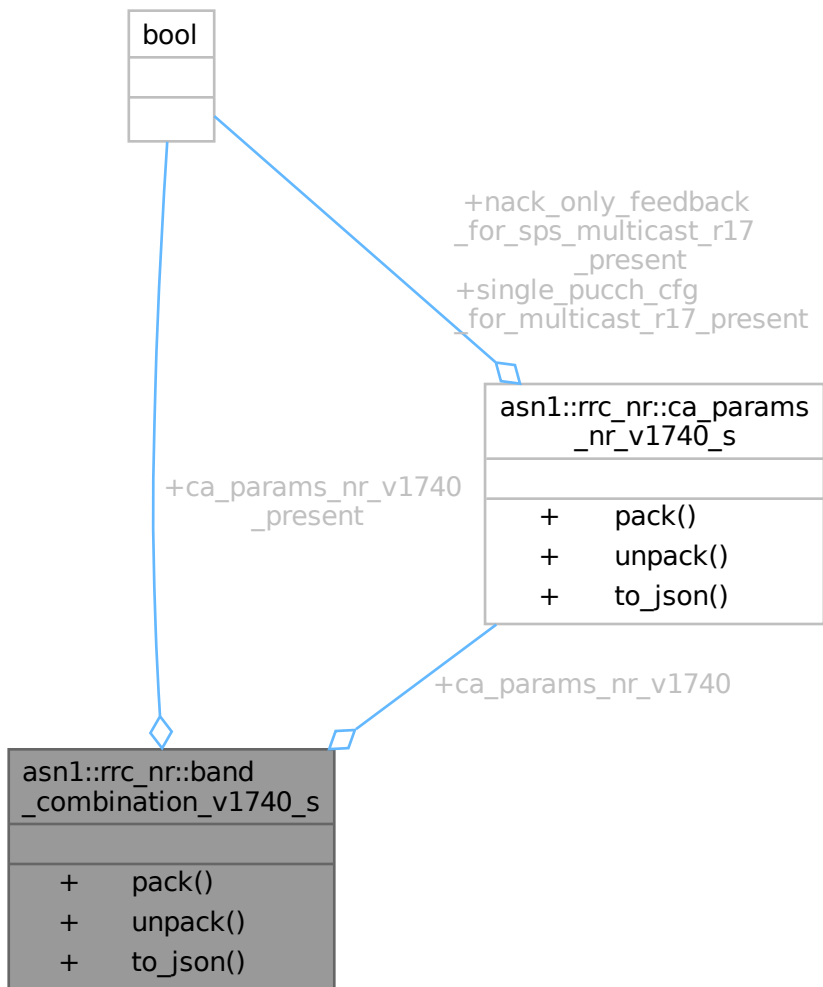 bool
+nack_only_feedback
_for_sps_multicast_r17
_present
+single_pucch_cfg
_for_multicast_r17_present
asn1::rrc_nr::ca_params
_nr_v1740_s
+ pack()
+ unpack()
+ to_json()
+ca_params_nr_v1740
_present
+ca_params_nr_v1740
asn1::rrc_nr::band
_combination_v1740_s
+ pack()
+ unpack()
+ to_json()